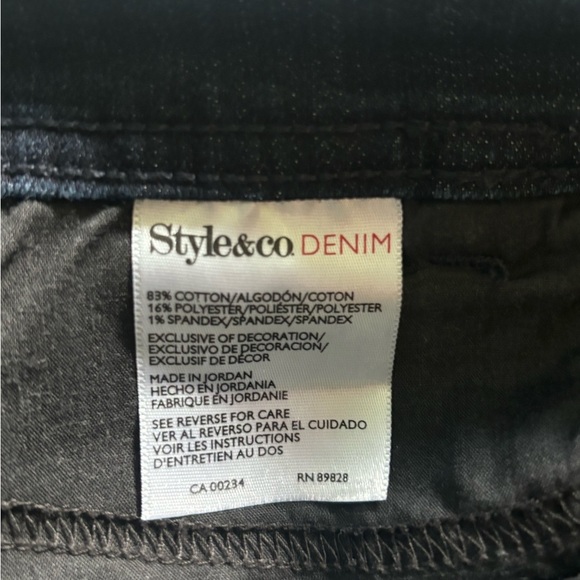 Style&co. DENIM
83% COTTON/ALGODÓN/COTON
16% POLYESTER/POLIÉSTER/POLYESTER
1% SPANDEX/SPANDEX/SPANDEX
EXCLUSIVE OF DECORATION/
EXCLUSIVO DE DECORACION/
EXCLUSIF DE DÉCOR
MADE IN JORDAN
HECHO EN JORDANIA
FABRIQUE EN JORDANIE
SEE REVERSE FOR CARE
VER AL REVERSO PARA EL CUIDADO
VOIR LES INSTRUCTIONS
D'ENTRETIEN AU DOS
CA 00234 RN 89828